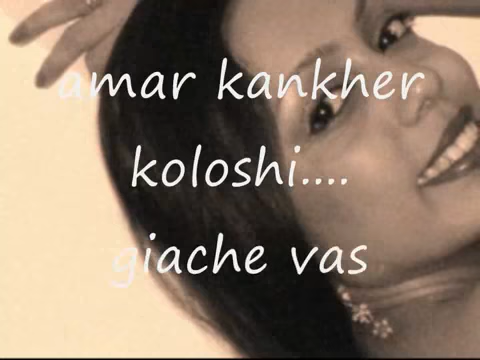 amar kankher
koloshi....
giache vas